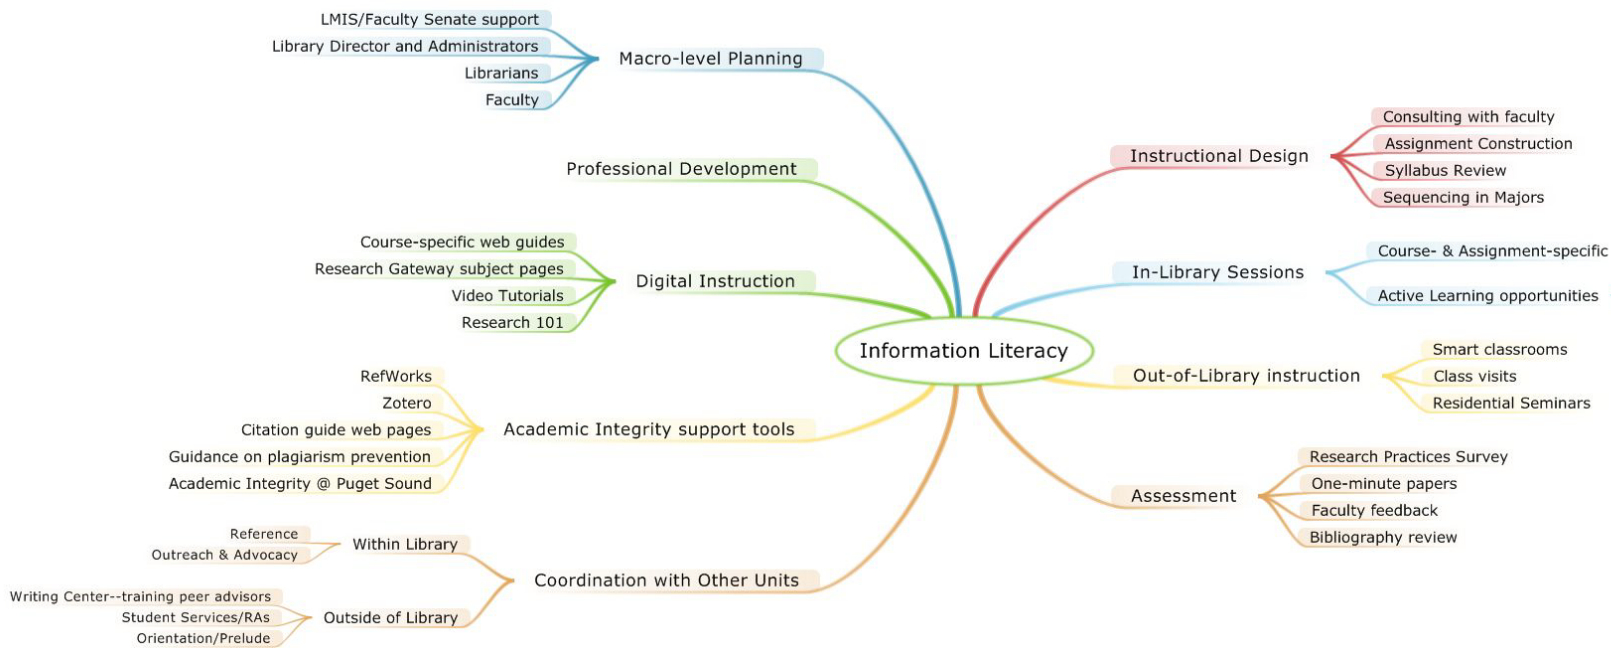 Information Literacy
Macro-level Planning
LMIS/Faculty Senate support
Library Director and Administrators
Librarians
Faculty
Professional Development
Digital Instruction
Course-specific web guides
Research Gateway subject pages
Video Tutorials
Research 101
Academic Integrity support tools
RefWorks
Zotero
Citation guide web pages
Guidance on plagiarism prevention
Academic Integrity @ Puget Sound
Coordination with Other Units
Within Library
Reference
Outreach & Advocacy
Outside of Library
Writing Center--training peer advisors
Student Services/RAs
Orientation/Prelude
Instructional Design
Consulting with faculty
Assignment Construction
Syllabus Review
Sequencing in Majors
In-Library Sessions
Course- & Assignment-specific
Active Learning opportunities
Out-of-Library instruction
Smart classrooms
Class visits
Residential Seminars
Assessment
Research Practices Survey
One-minute papers
Faculty feedback
Bibliography review